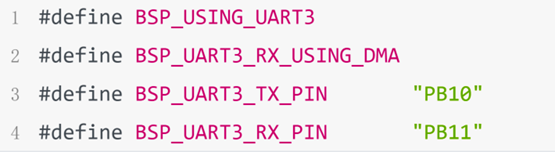 1 #define BSP_USING_UART3
2 #define BSP_UART3_RX_USING_DMA
3 #define BSP_UART3_TX_PIN "PB10"
4 #define BSP_UART3_RX_PIN "PB11"